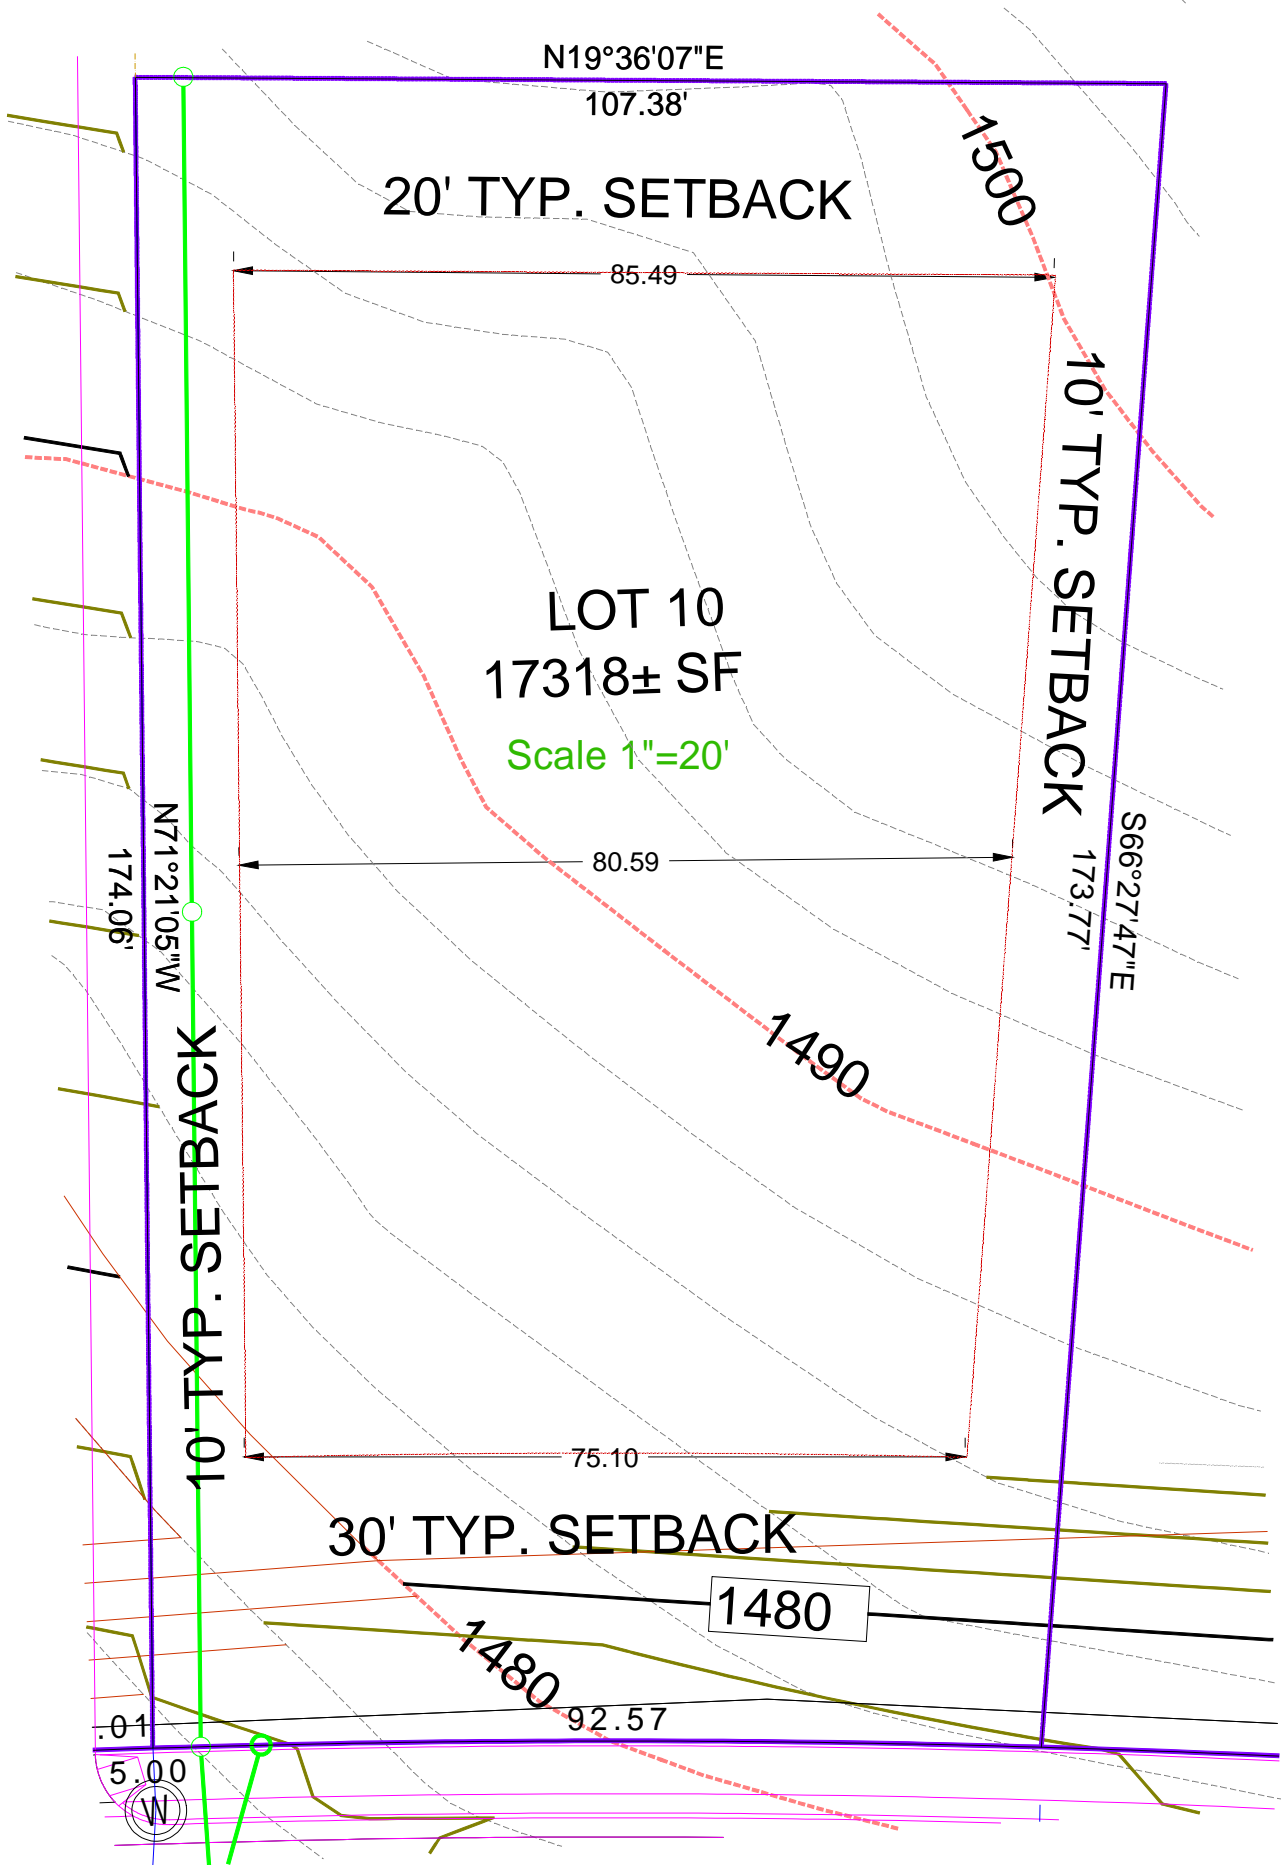 N19°36'07"E
107.38'
1500
20' TYP. SETBACK
85.49
10' TYP. SETBACK
LOT 10
17318± SF
Scale 1"=20'
N71°21'05"W
174.06'
80.59
S66°27'47"E
173.77'
1490
10' TYP. SETBACK
75.10
30' TYP. SETBACK
1480
1480
92.57
.01
5.00
W